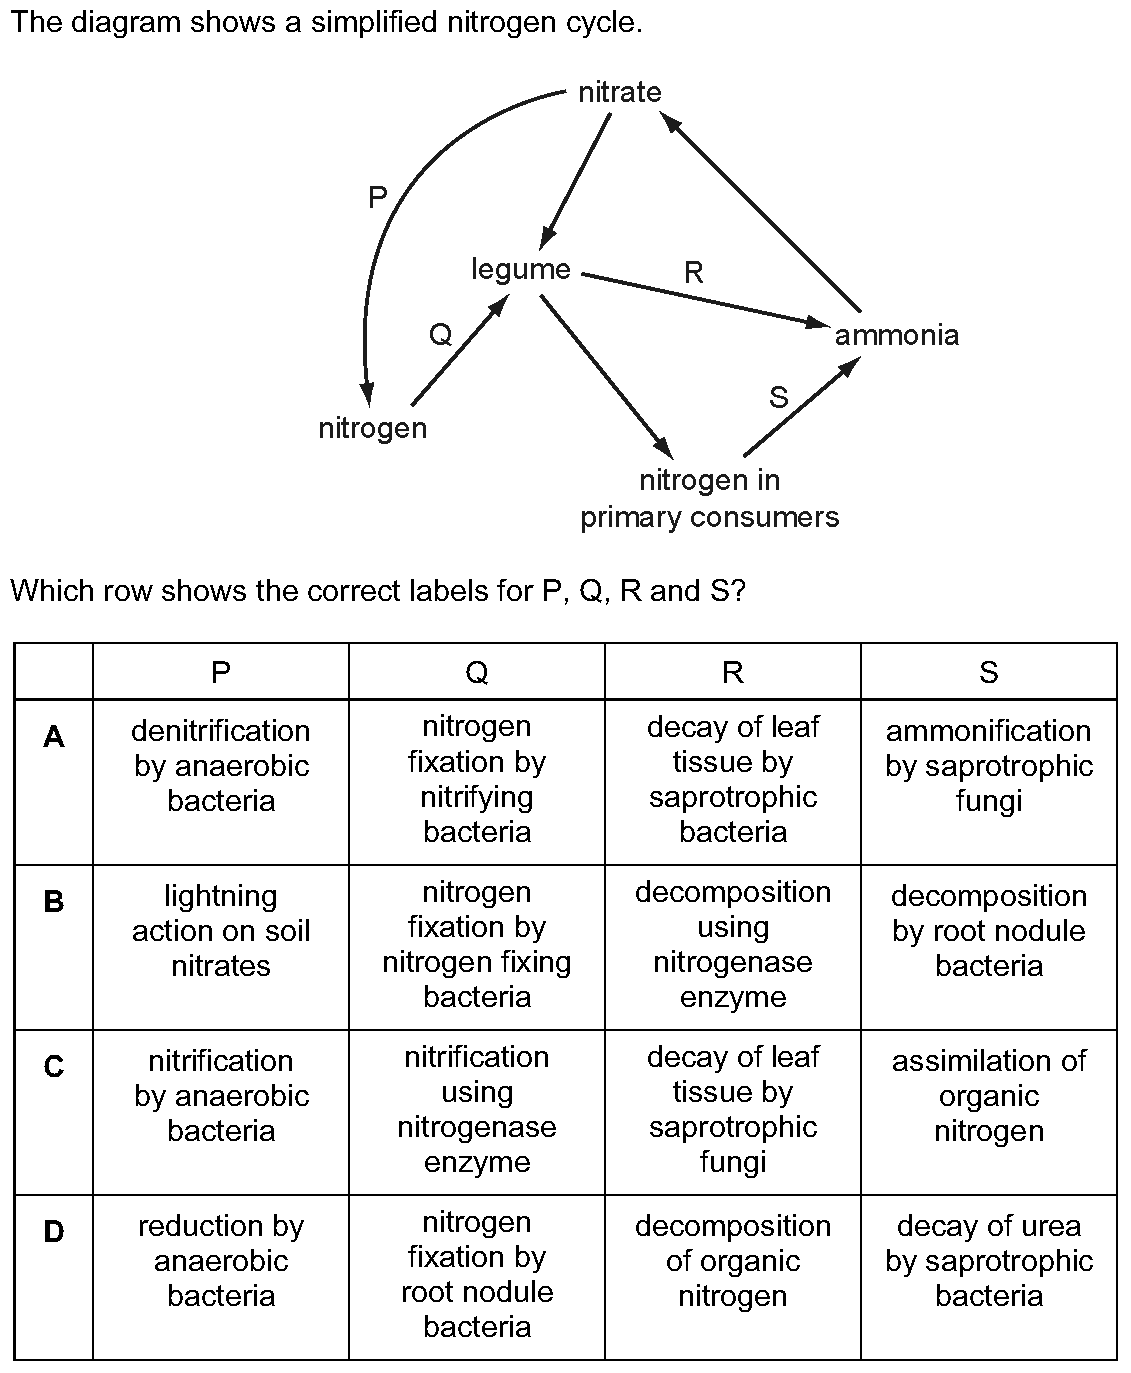 The diagram shows a simplified nitrogen cycle.
nitrate
P
legume
R
ammonia
Q
S
nitrogen
nitrogen in
primary consumers
Which row shows the correct labels for P, Q, R and S?
P Q R S
A
denitrification
by anaerobic
bacteria
nitrogen
fixation by
nitrifying
bacteria
decay of leaf
tissue by
saprotrophic
bacteria
ammonification
by saprotrophic
fungi
B
lightning
action on soil
nitrates
nitrogen
fixation by
nitrogen fixing
bacteria
decomposition
using
nitrogenase
enzyme
decomposition
by root nodule
bacteria
C
nitrification
by anaerobic
bacteria
nitrification
using
nitrogenase
enzyme
decay of leaf
tissue by
saprotrophic
fungi
assimilation of
organic
nitrogen
D
reduction by
anaerobic
bacteria
nitrogen
fixation by
root nodule
bacteria
decomposition
of organic
nitrogen
decay of urea
by saprotrophic
bacteria